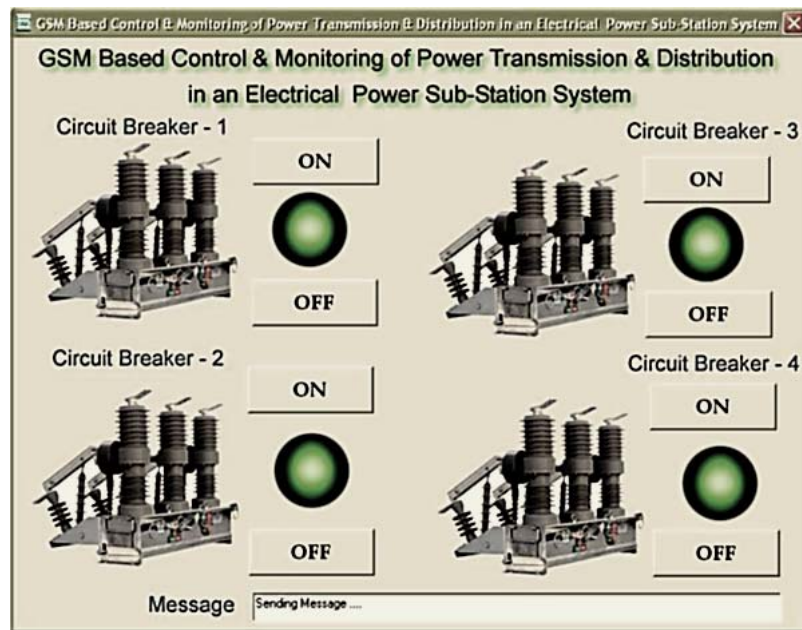 GSM Based Control & Monitoring of Power Transmission & Distribution in an Electrical Power Sub-Station System
GSM Based Control & Monitoring of Power Transmission & Distribution
in an Electrical Power Sub-Station System
Circuit Breaker - 1
ON
OFF
Circuit Breaker - 3
ON
OFF
Circuit Breaker - 2
ON
OFF
Circuit Breaker - 4
ON
OFF
Message
Sending Message ....